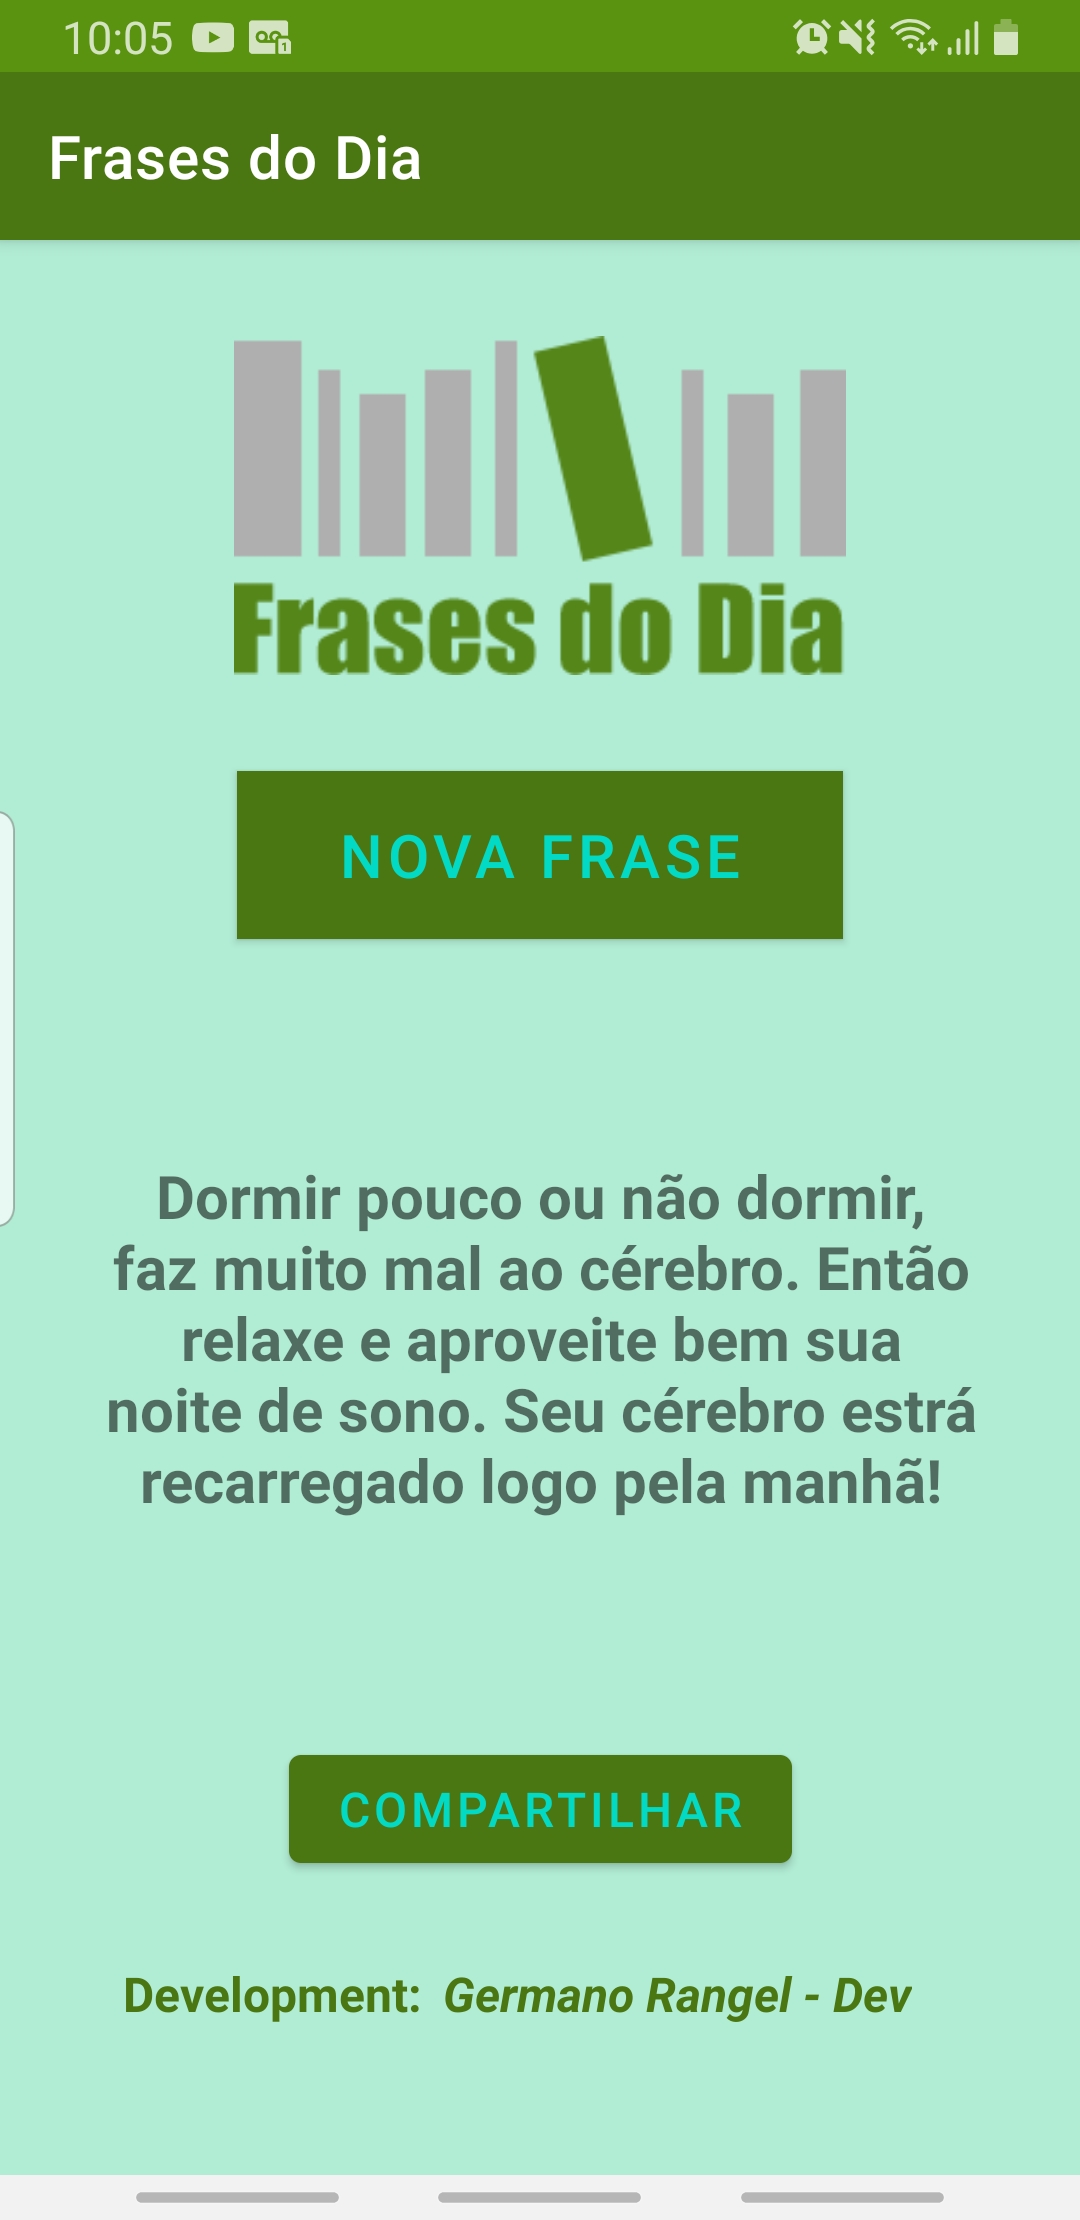 10:05
Frases do Dia
Frases do Dia
NOVA FRASE
Dormir pouco ou não dormir,
faz muito mal ao cérebro. Então
relaxe e aproveite bem sua
noite de sono. Seu cérebro estrá
recarregado logo pela manhã!
COMPARTILHAR
Development: Germano Rangel - Dev